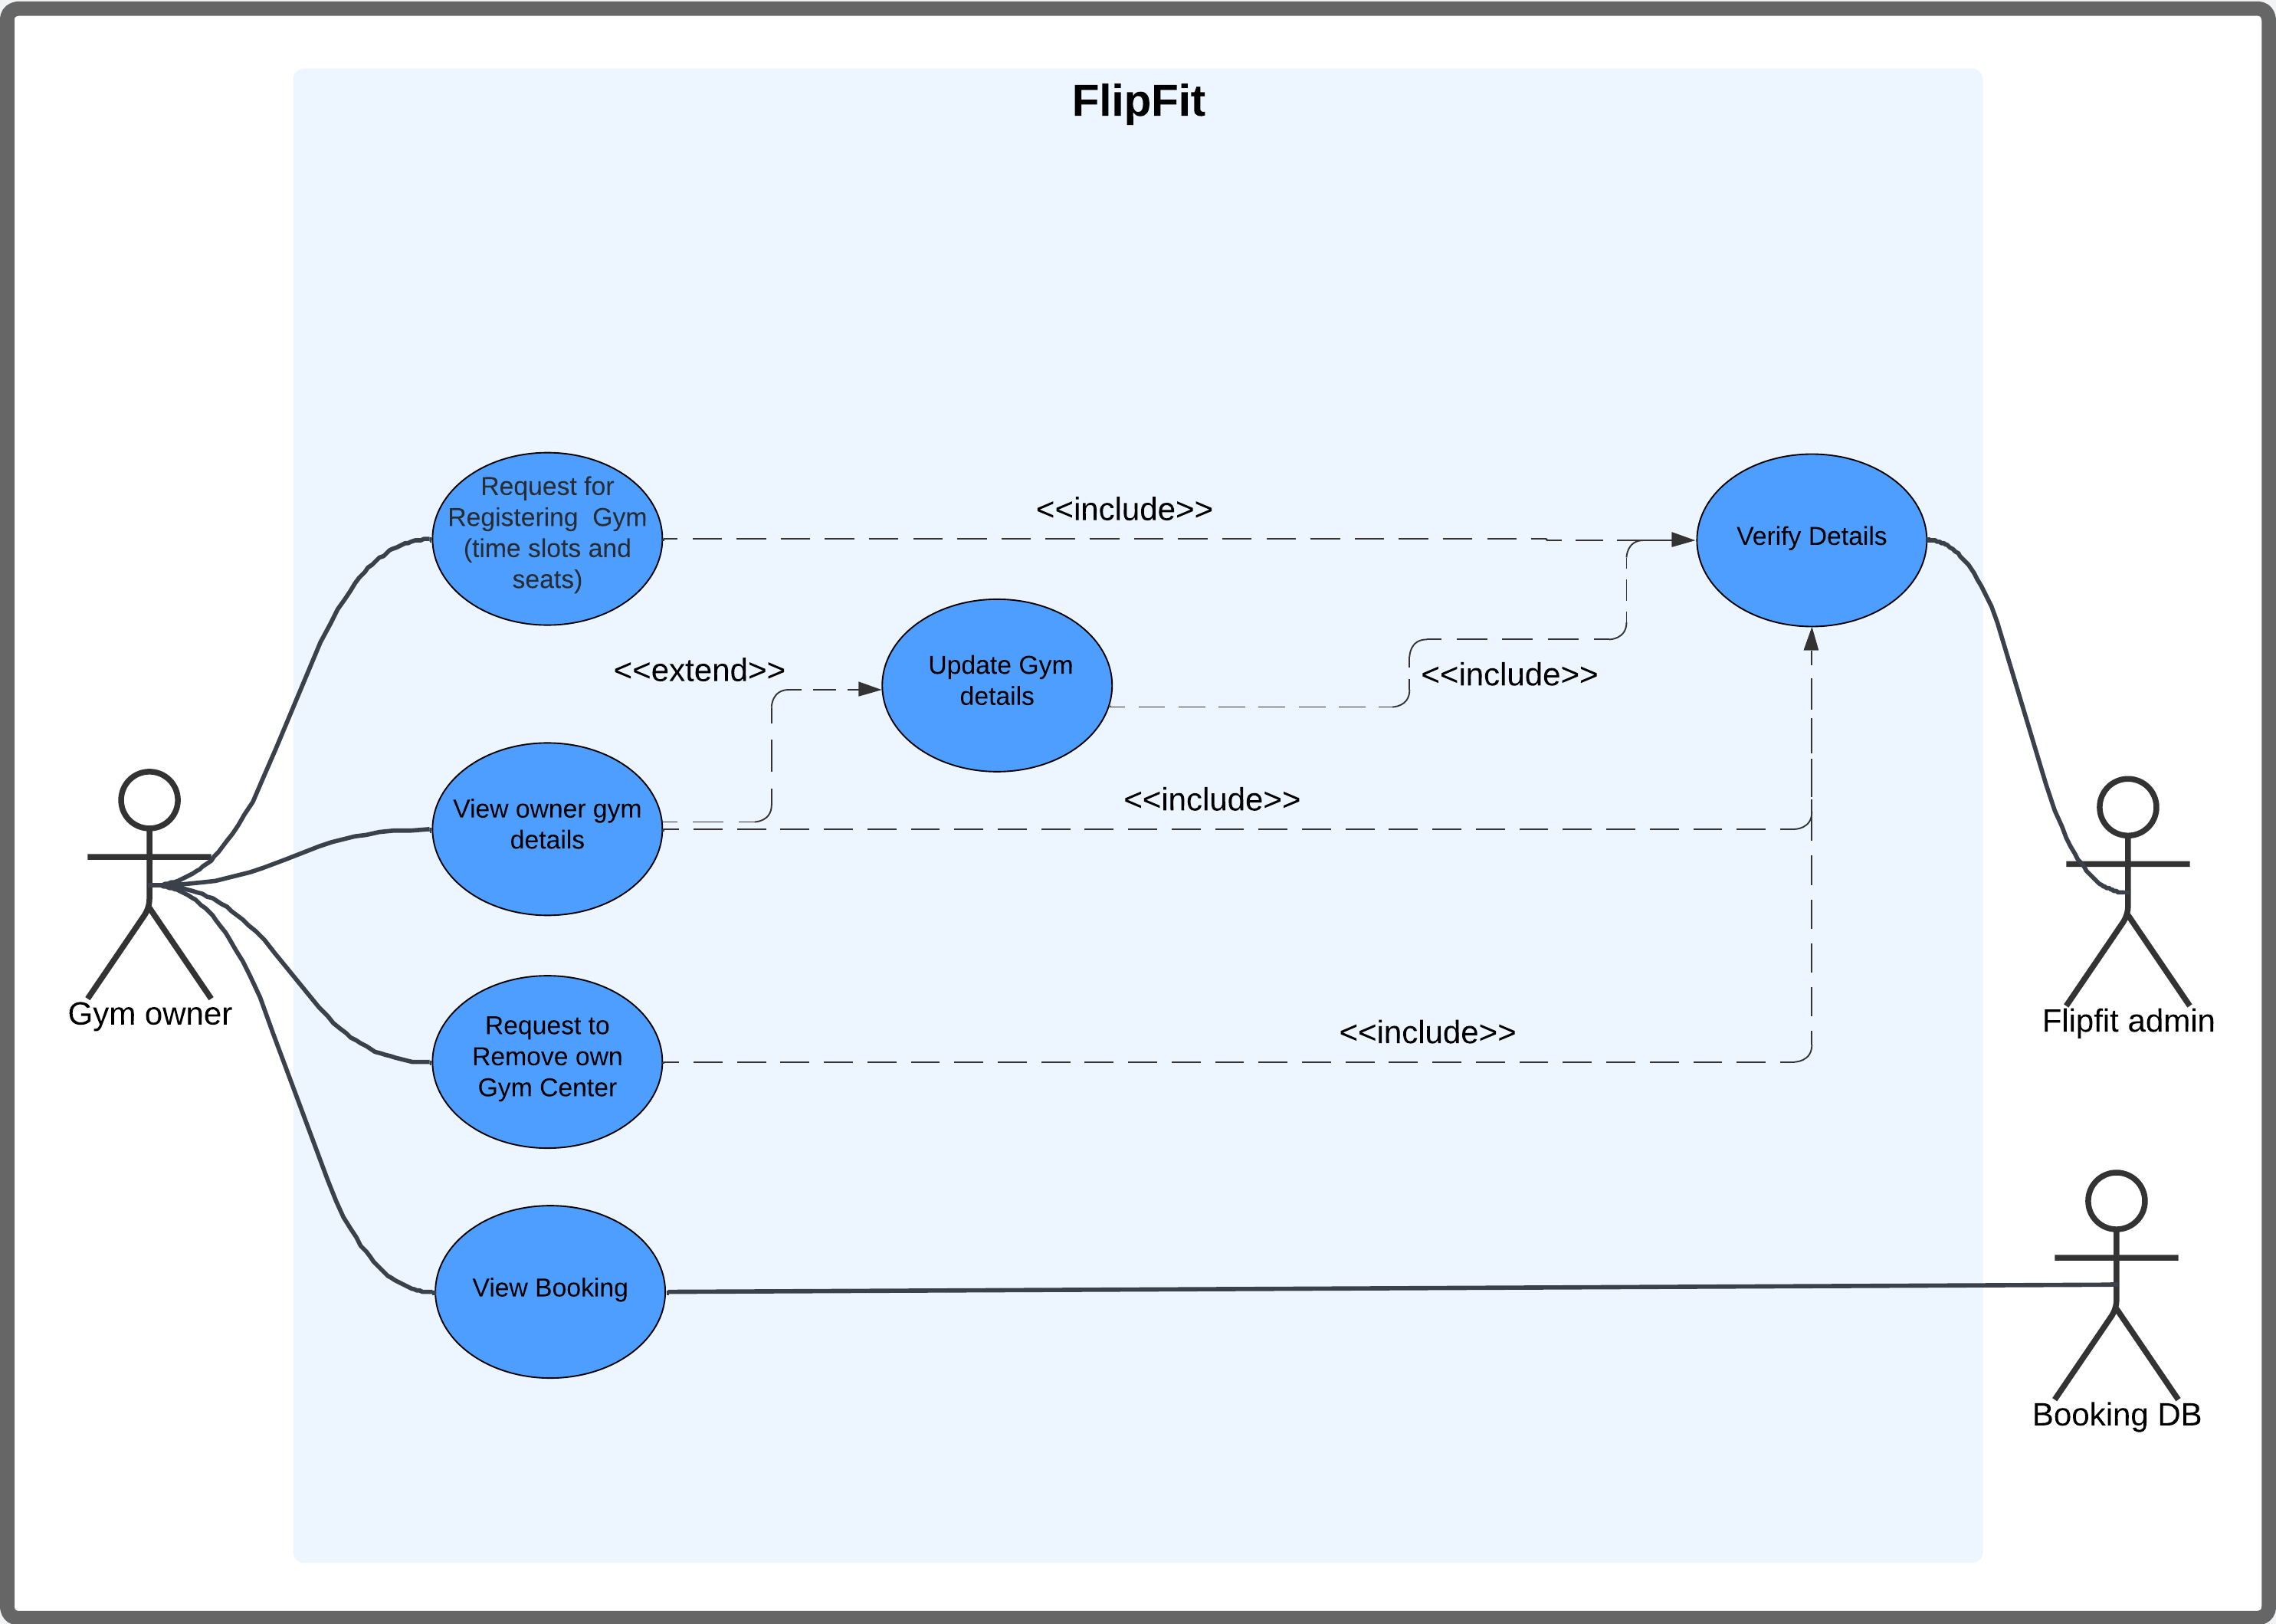 FlipFit
Request for
Registering  Gym
(time slots and
seats)
<<include>>
Verify Details
<<extend>>
Update Gym
details
<<include>>
View owner gym
details
<<include>>
Gym owner
Request to
Remove own
Gym Center
<<include>>
Flipfit admin
View Booking
Booking DB